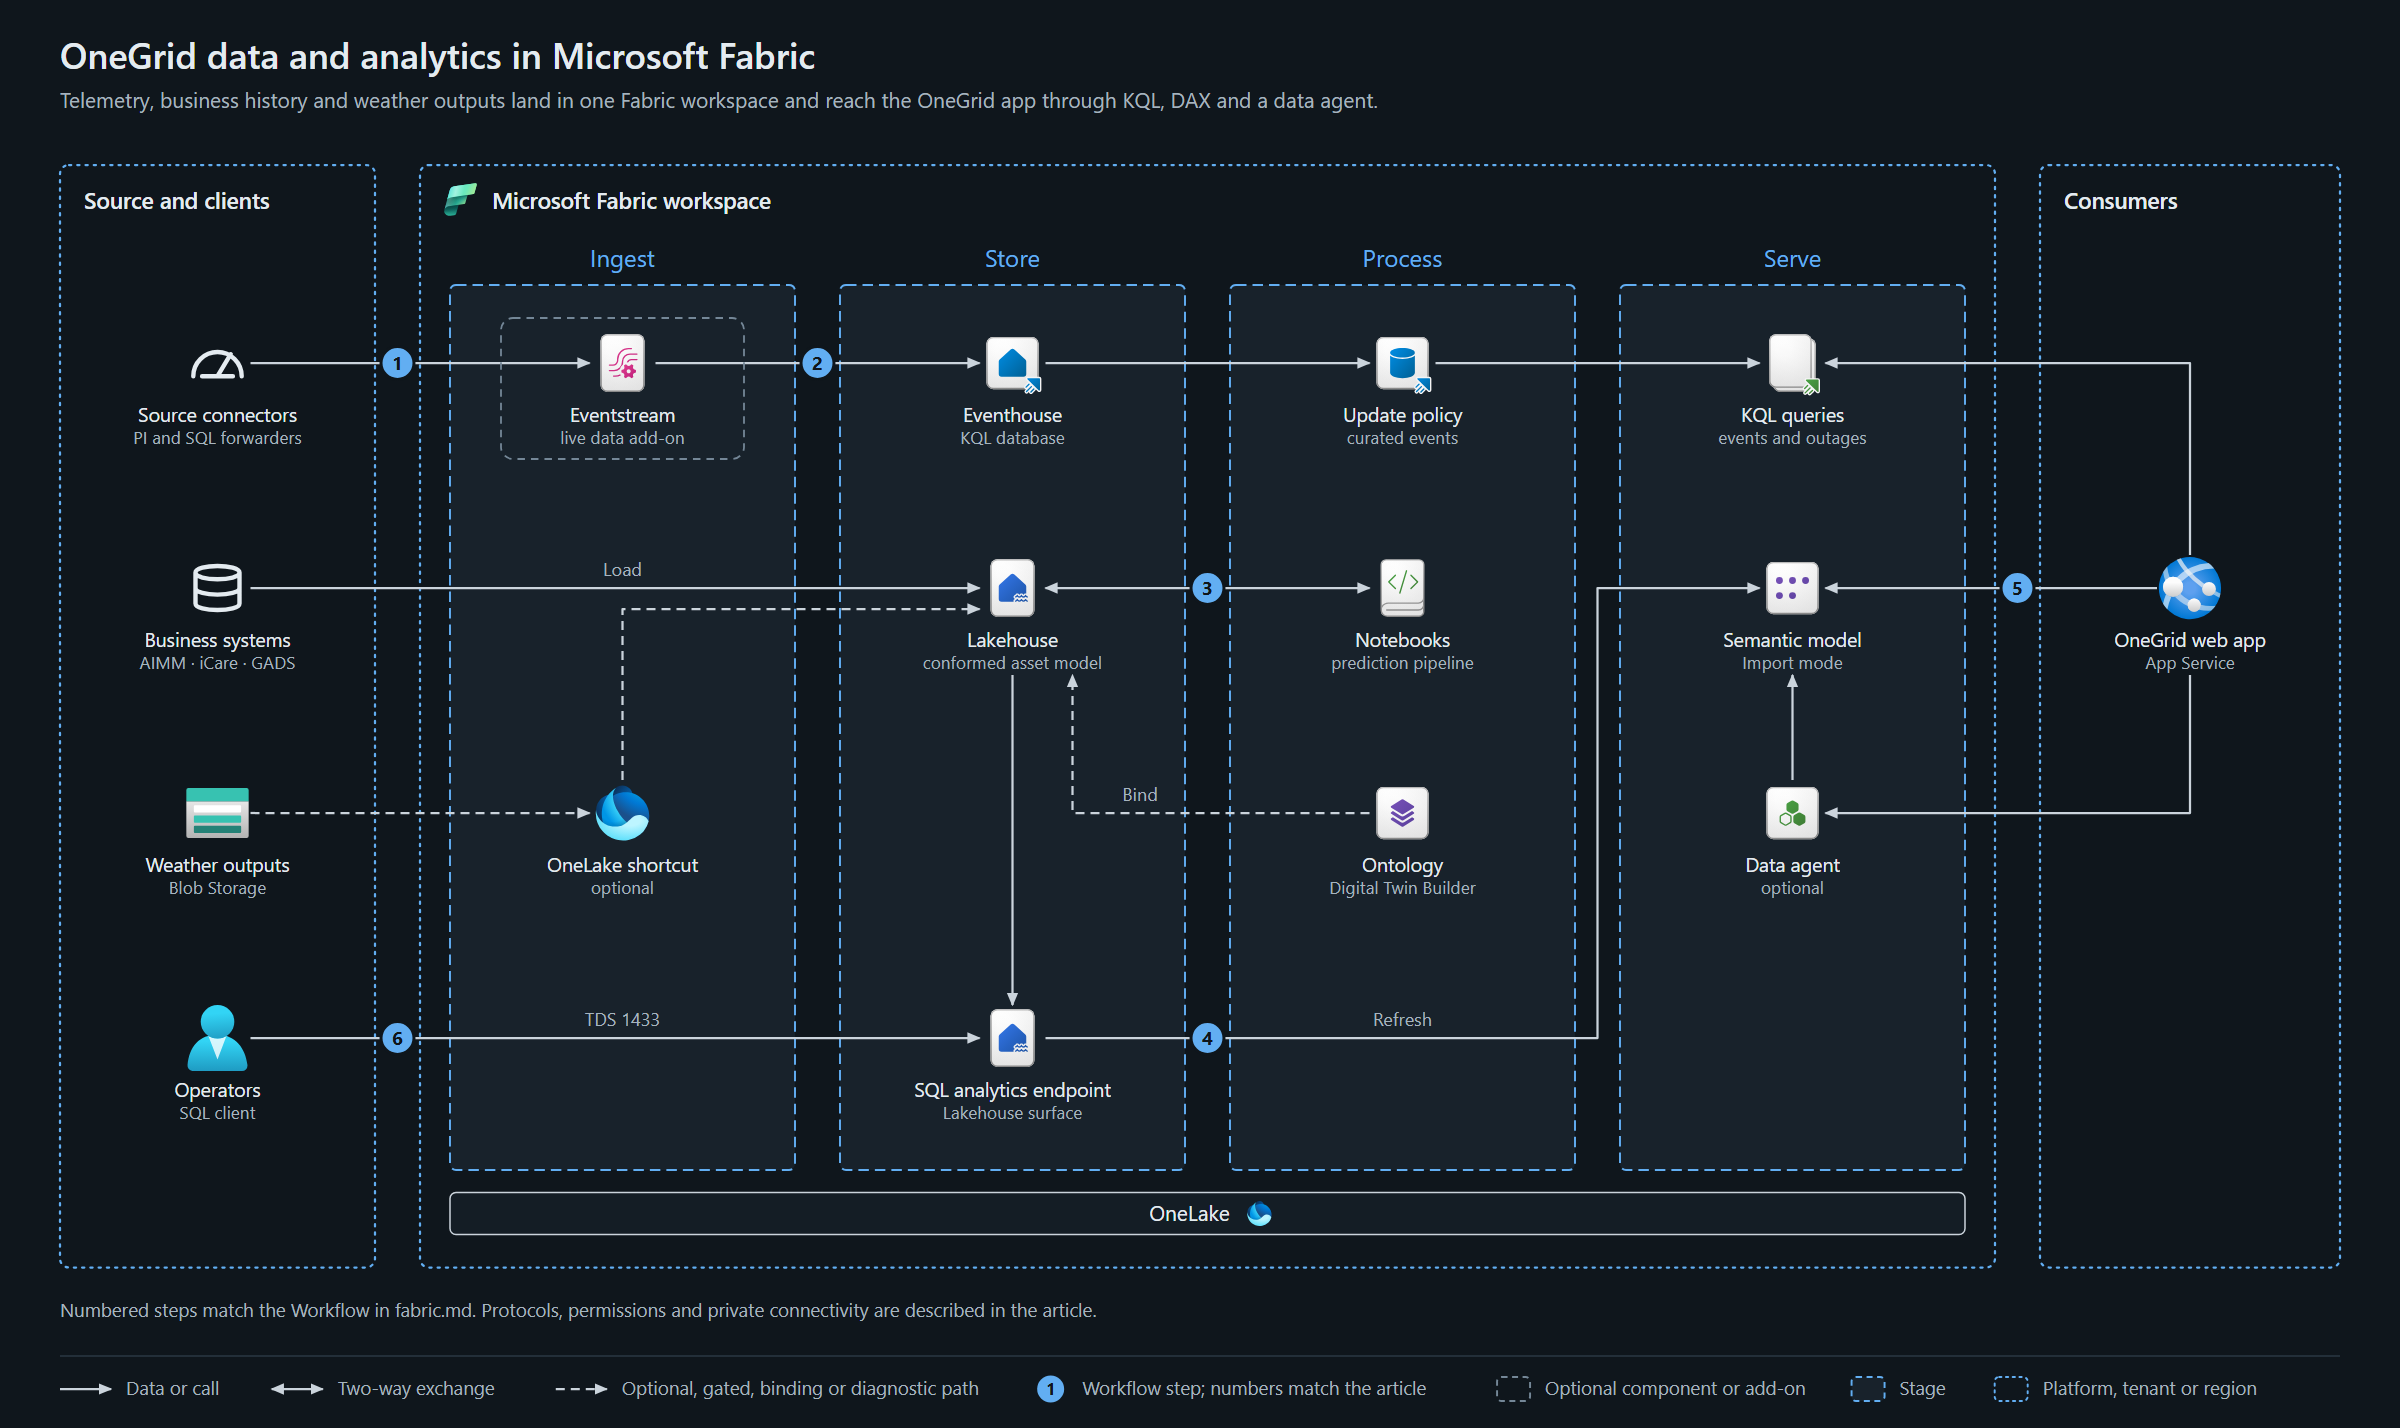 OneGrid data and analytics in Microsoft Fabric
Telemetry, business history and weather outputs land in one Fabric workspace and reach the OneGrid app through KQL, DAX and a data agent.
Source and clients
Microsoft Fabric workspace
Consumers
Ingest
Store
Process
Serve
1
2
Source connectors
PI and SQL forwarders
Eventstream
live data add-on
Eventhouse
KQL database
Update policy
curated events
KQL queries
events and outages
Load
3
5
Business systems
AIMM · iCare · GADS
Lakehouse
conformed asset model
Notebooks
prediction pipeline
Semantic model
Import mode
OneGrid web app
App Service
Bind
Weather outputs
Blob Storage
OneLake shortcut
optional
Ontology
Digital Twin Builder
Data agent
optional
6
TDS 1433
4
Refresh
Operators
SQL client
SQL analytics endpoint
Lakehouse surface
OneLake
Numbered steps match the Workflow in fabric.md. Protocols, permissions and private connectivity are described in the article.
Data or call
Two-way exchange
Optional, gated, binding or diagnostic path
1
Workflow step; numbers match the article
Optional component or add-on
Stage
Platform, tenant or region